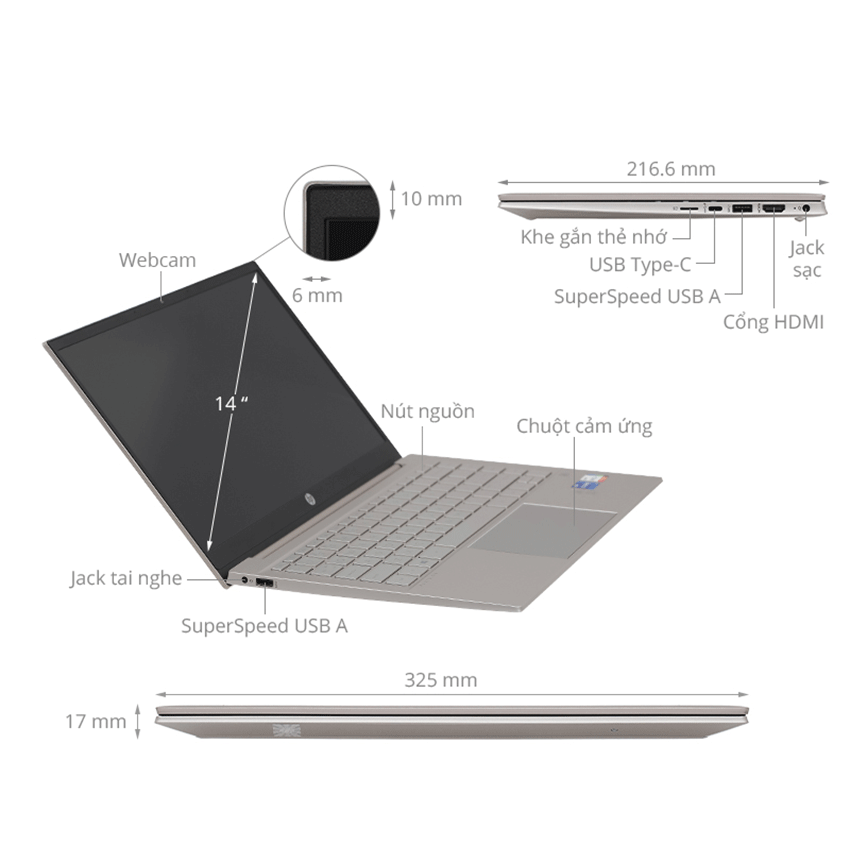 216.6 mm
10 mm
Khe gắn thẻ nhớ
USB Type-C
SuperSpeed USB A
Cổng HDMI
Jack
sạc
Webcam
6 mm
14 “
Nút nguồn
Chuột cảm ứng
Jack tai nghe
SuperSpeed USB A
325 mm
17 mm
hp